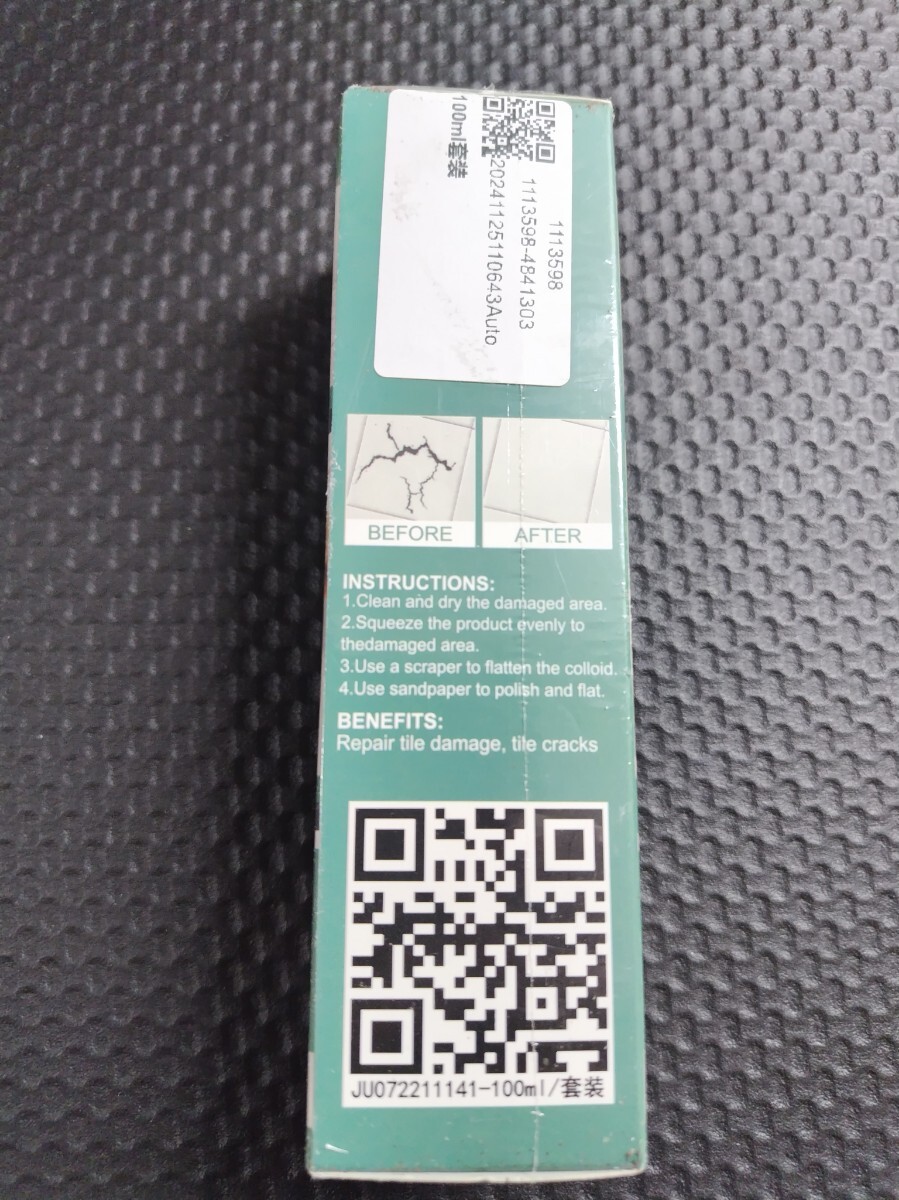 1113598
1113598-4841303
20241125110643Auto
100ml套装
BEFORE
AFTER
INSTRUCTIONS:
1.Clean and dry the damaged area.
2.Squeeze the product evenly to
thedamaged area.
3.Use a scraper to flatten the colloid.
4.Use sandpaper to polish and flat.
BENEFITS:
Repair tile damage, tile cracks
JU072211141-100ml/套装